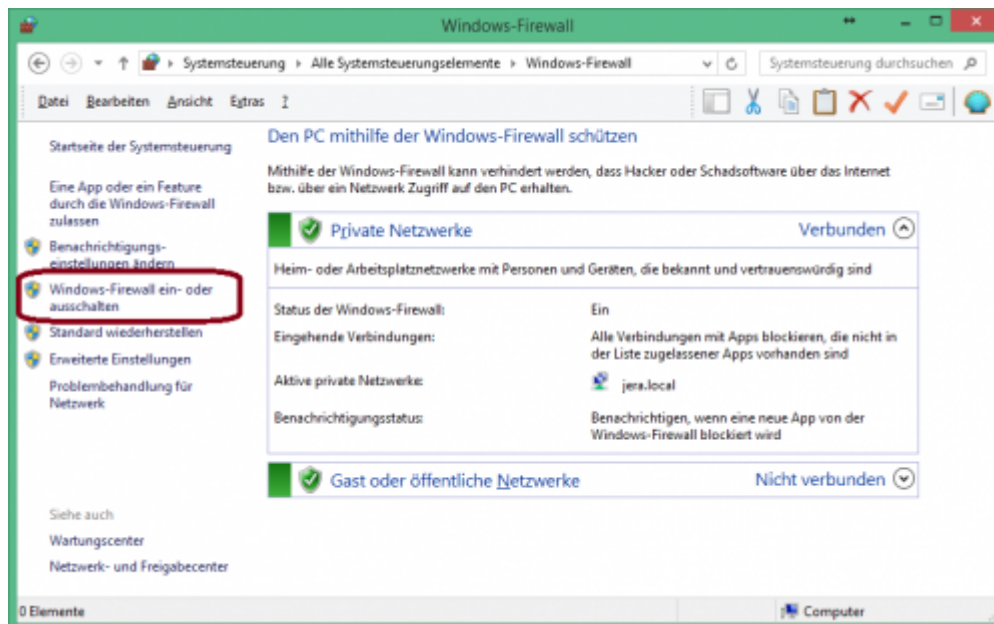 Windows-Firewall
Systemsteuerung Alle Systemsteuerungselemente Windows-Firewall
Systemsteuerung durchsuchen
Datei Bearbeiten Ansicht Extras ?
Startseite der Systemsteuerung
Eine App oder ein Feature
durch die Windows-Firewall
zulassen
Benachrichtigungs-
einstellungen ändern
Windows-Firewall ein- oder
ausschalten
Standard wiederherstellen
Erweiterte Einstellungen
Problembehandlung für
Netzwerk
Siehe auch
Wartungscenter
Netzwerk- und Freigabecenter
Den PC mithilfe der Windows-Firewall schützen
Mithilfe der Windows-Firewall kann verhindert werden, dass Hacker oder Schadsoftware über das Internet
bzw. über ein Netzwerk Zugriff auf den PC erhalten.
Private Netzwerke Verbunden
Heim- oder Arbeitsplatznetzwerke mit Personen und Geräten, die bekannt und vertrauenswürdig sind
Status der Windows-Firewall: Ein
Eingehende Verbindungen: Alle Verbindungen mit Apps blockieren, die nicht in
der Liste zugelassener Apps vorhanden sind
Aktive private Netzwerke: jera.local
Benachrichtigungsstatus: Benachrichtigen, wenn eine neue App von der
Windows-Firewall blockiert wird
Gast oder öffentliche Netzwerke Nicht verbunden
0 Elemente
Computer